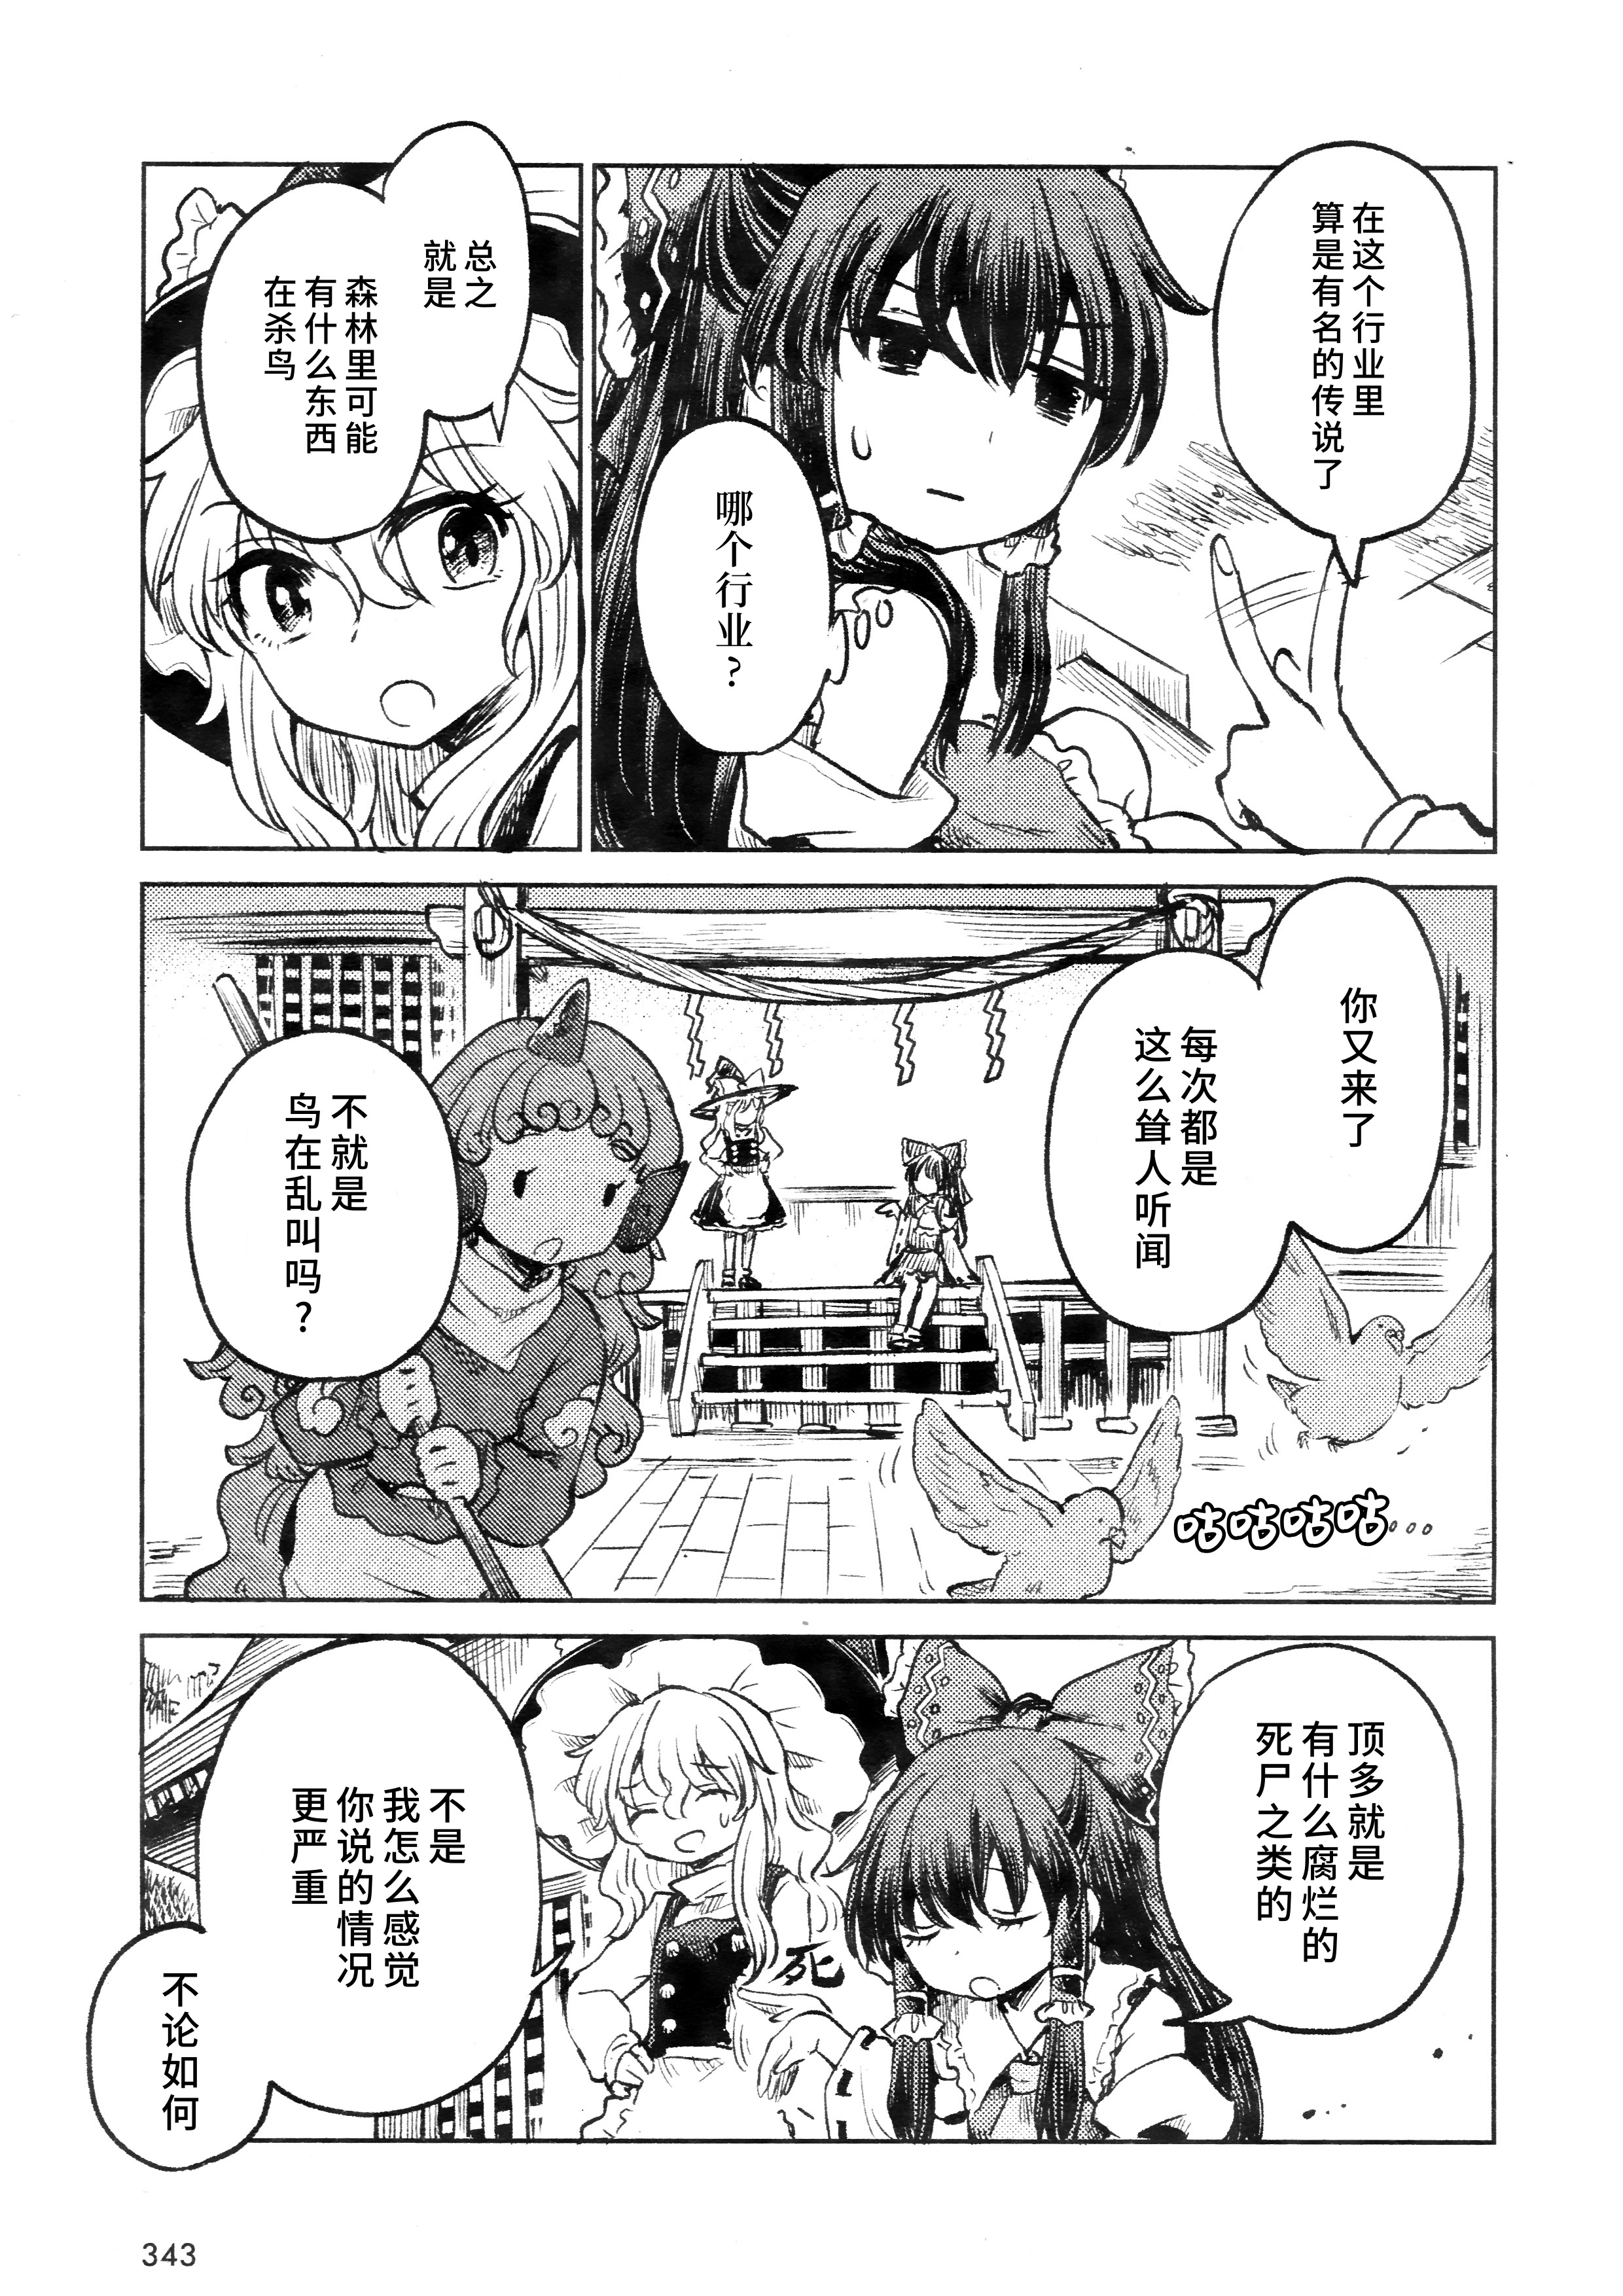 在这个行业里
算是有名的传说了
哪个行业?
总之
就是
森林里可能
有什么东西
在杀鸟
你又来了
每次都是
这么耸人听闻
不就是
鸟在乱叫吗?
咕咕咕咕...
顶多就是
有什么腐烂的
死尸之类的
死
不是
我怎么感觉
你说的情况
更严重
不论如何
343